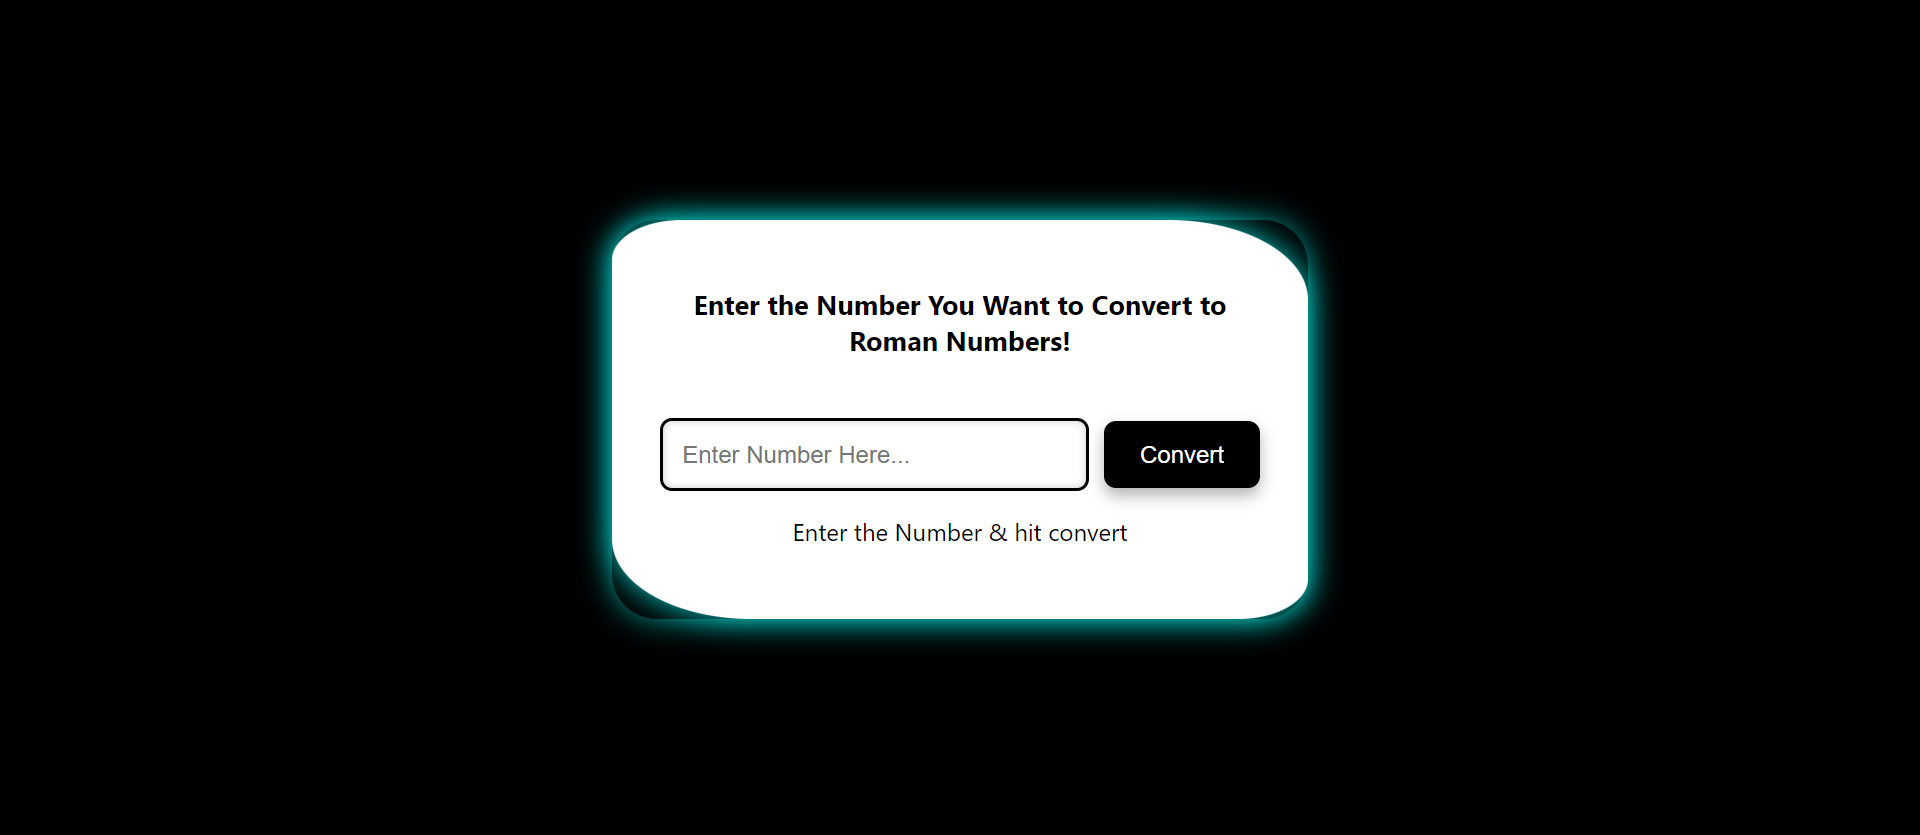 Enter the Number You Want to Convert to
Roman Numbers!
Enter Number Here...
Convert
Enter the Number & hit convert